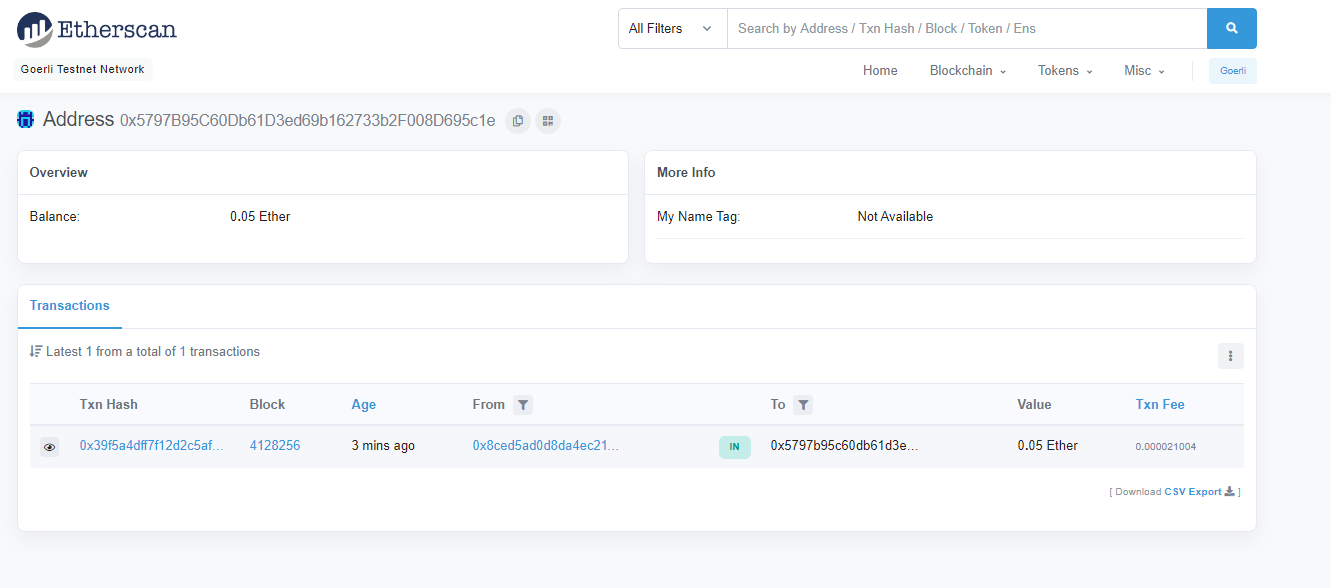 Etherscan
All Filters Search by Address / Txn Hash / Block / Token / Ens
Goerli Testnet Network
Home Blockchain Tokens Misc Goerli
Address 0x5797B95C60Db61D3ed69b162733b2F008D695c1e
Overview
Balance: 0.05 Ether
More Info
My Name Tag: Not Available
Transactions
Latest 1 from a total of 1 transactions
Txn Hash Block Age From To Value Txn Fee
0x39f5a4dff7f12d2c5af... 4128256 3 mins ago 0x8ced5ad0d8da4ec21... IN 0x5797b95c60db61d3e... 0.05 Ether 0.000021004
[ Download CSV Export ]